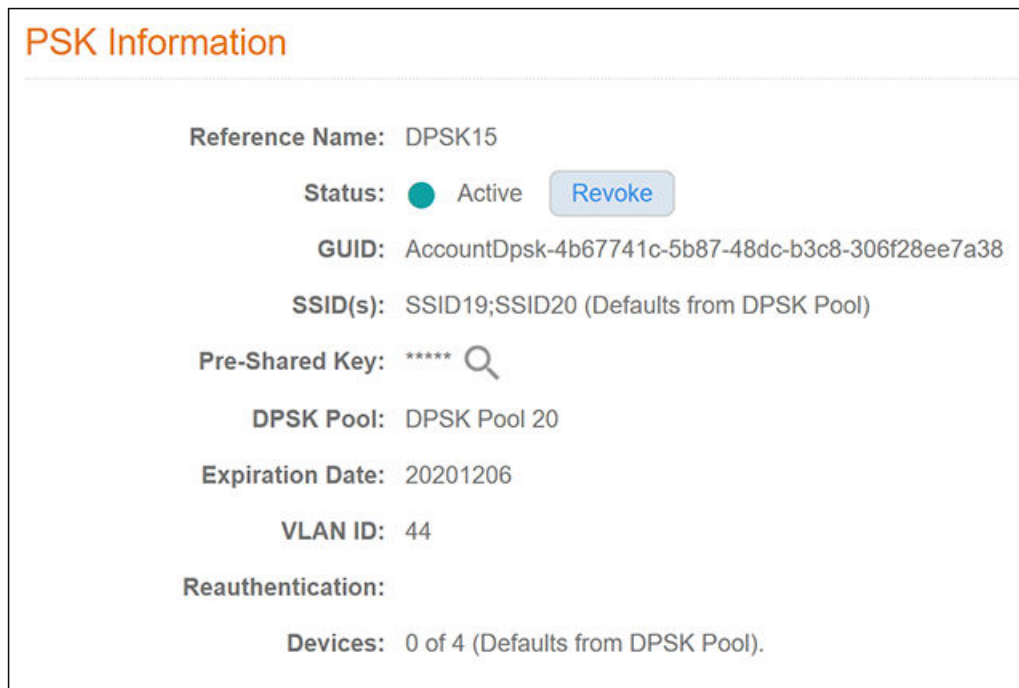 PSK Information
Reference Name: DPSK15
Status: Active Revoke
GUID: AccountDpsk-4b67741c-5b87-48dc-b3c8-306f28ee7a38
SSID(s): SSID19;SSID20 (Defaults from DPSK Pool)
Pre-Shared Key: *****
DPSK Pool: DPSK Pool 20
Expiration Date: 20201206
VLAN ID: 44
Reauthentication:
Devices: 0 of 4 (Defaults from DPSK Pool).